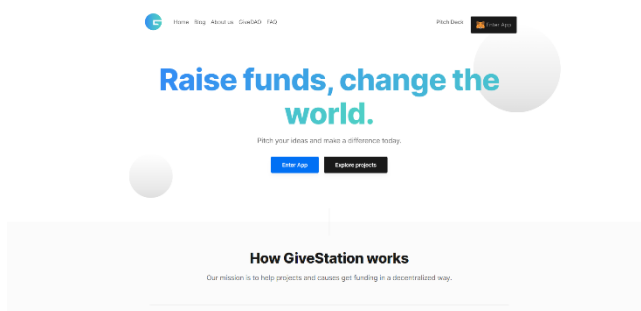 Home Blog About us GiveDAO FAQ Pitch Deck Enter App
Raise funds, change the
world.
Pitch your ideas and make a difference today.
Enter App Explore projects
How GiveStation works
Our mission is to help projects and causes get funding in a decentralized way.